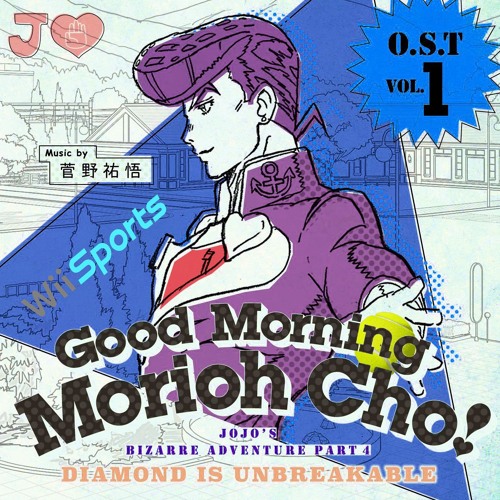 JO
O.S.T
VOL. 1
Music by
菅野祐悟
Wii Sports
Good Morning
Morioh Cho!
JOJO'S
BIZARRE ADVENTURE PART 4
DIAMOND IS UNBREAKABLE